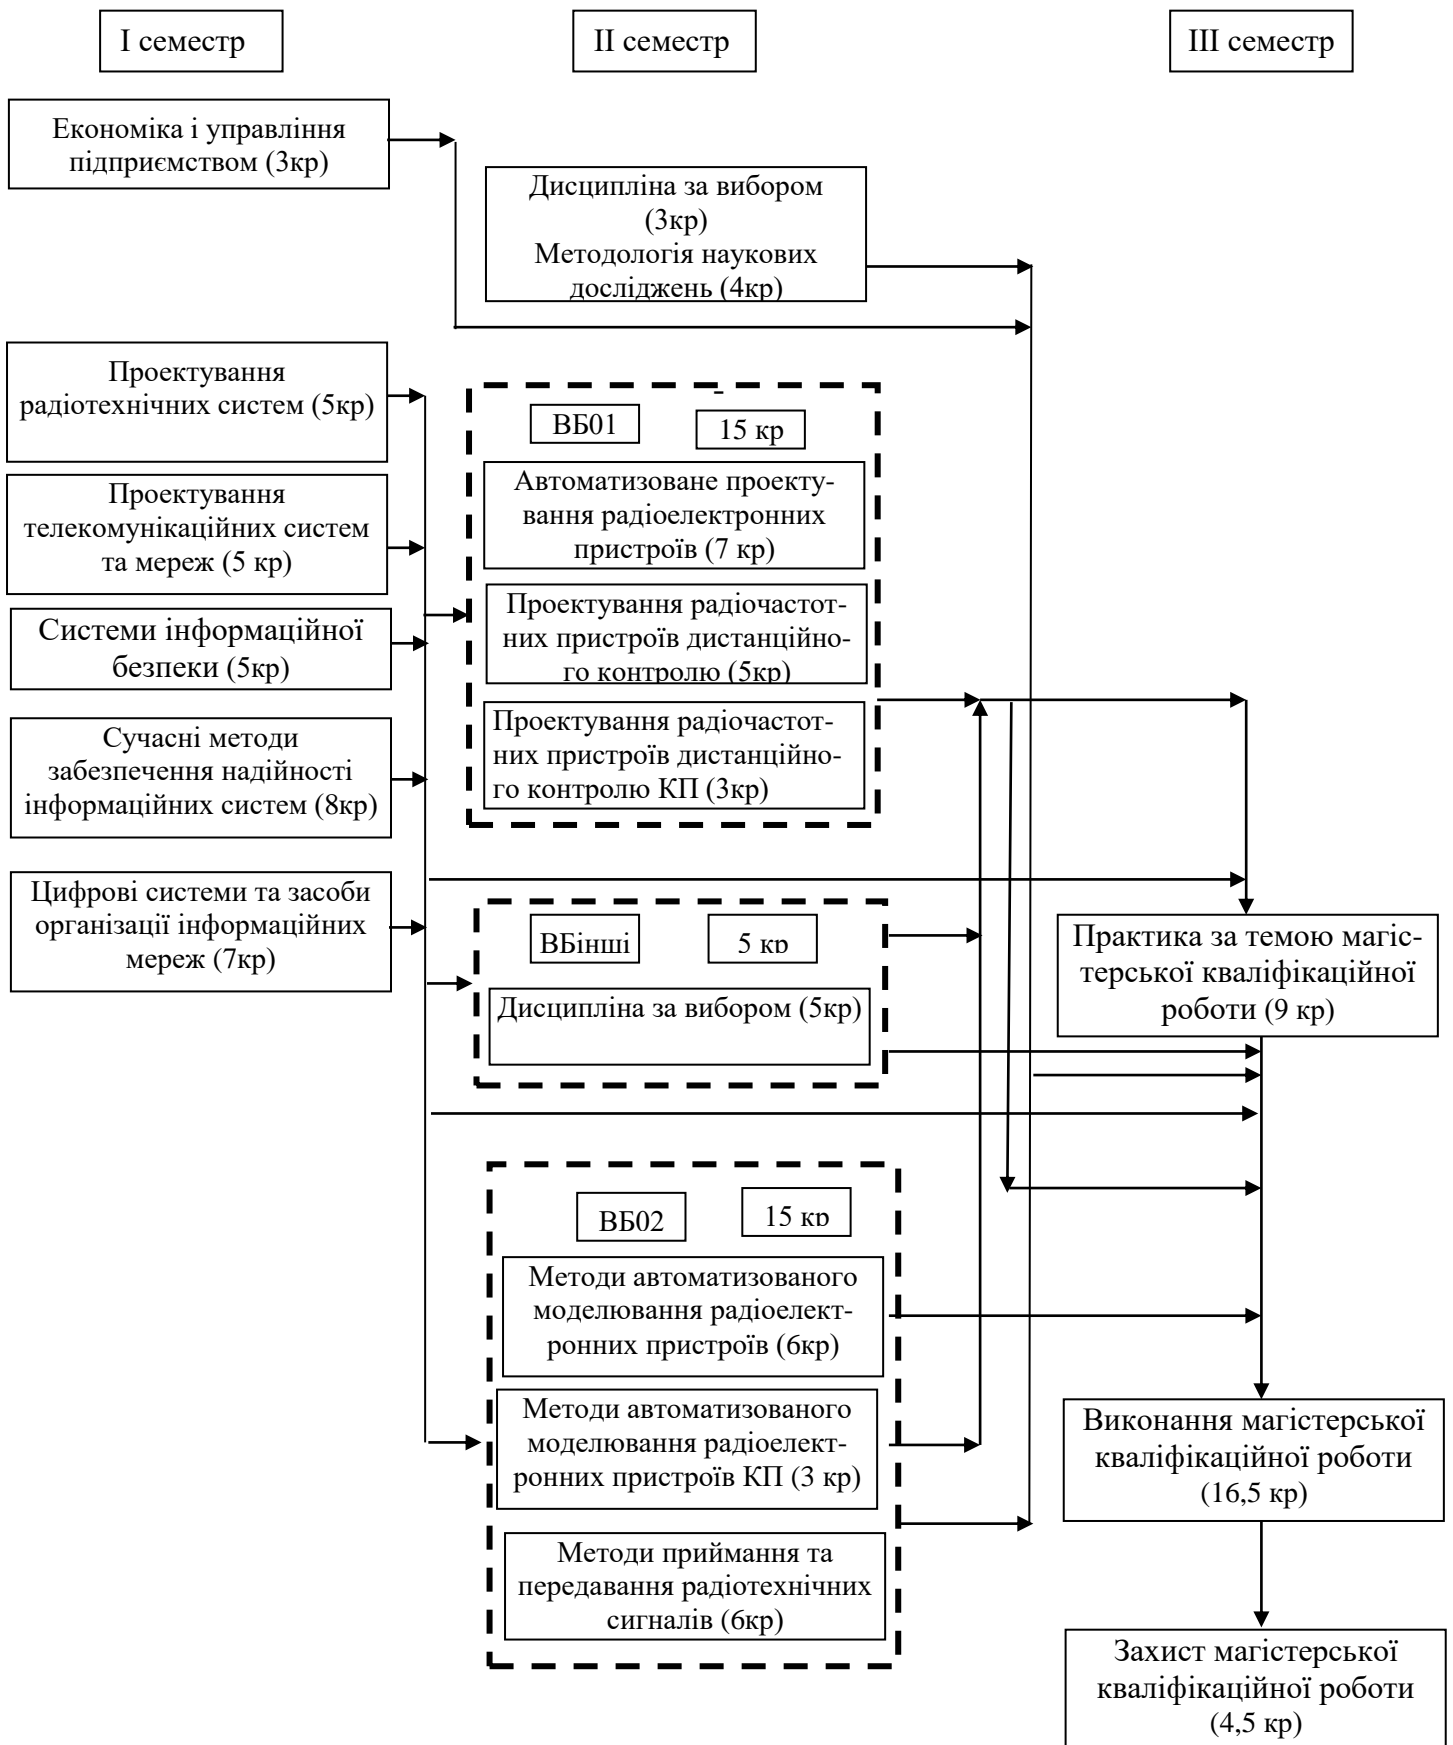 І семестр
ІІ семестр
ІІІ семестр
Економіка і управління
підприємством (3кр)
Дисципліна за вибором
(3кр)
Методологія наукових
досліджень (4кр)
Проектування
радіотехнічних систем (5кр)
Проектування
телекомунікаційних систем
та мереж (5 кр)
Системи інформаційної
безпеки (5кр)
Сучасні методи
забезпечення надійності
інформаційних систем (8кр)
Цифрові системи та засоби
організації інформаційних
мереж (7кр)
ВБ01
15 кр
Автоматизоване проекту-
вання радіоелектронних
пристроїв (7 кр)
Проектування радіочастот-
них пристроїв дистанційно-
го контролю (5кр)
Проектування радіочастот-
них пристроїв дистанційно-
го контролю КП (3кр)
ВБінші
5 кр
Дисципліна за вибором (5кр)
ВБ02
15 кр
Методи автоматизованого
моделювання радіоелект-
ронних пристроїв (6кр)
Методи автоматизованого
моделювання радіоелект-
ронних пристроїв КП (3 кр)
Методи приймання та
передавання радіотехнічних
сигналів (6кр)
Практика за темою магіс-
терської кваліфікаційної
роботи (9 кр)
Виконання магістерської
кваліфікаційної роботи
(16,5 кр)
Захист магістерської
кваліфікаційної роботи
(4,5 кр)